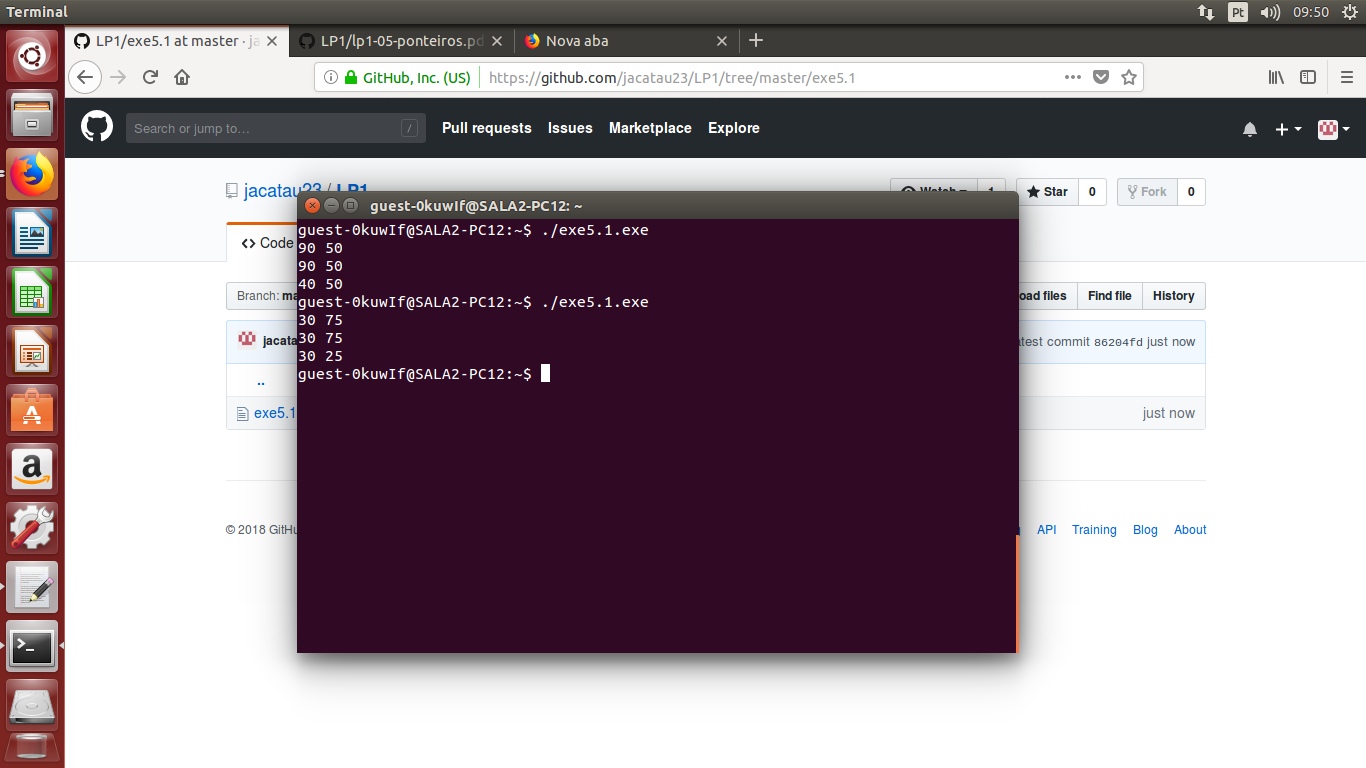 Terminal
Pt
09:50
LP1/exe5.1 at master · ja
LP1/lp1-05-ponteiros.pd
Nova aba
GitHub, Inc. (US)
https://github.com/jacatau23/LP1/tree/master/exe5.1
Search or jump to…
/
Pull requests
Issues
Marketplace
Explore
jacatau23 / LP1
Watch
1
Star
0
Fork
0
<> Code
guest-0kuwIf@SALA2-PC12: ~
guest-0kuwIf@SALA2-PC12:~$ ./exe5.1.exe
90 50
90 50
40 50
guest-0kuwIf@SALA2-PC12:~$ ./exe5.1.exe
30 75
30 75
30 25
guest-0kuwIf@SALA2-PC12:~$
Branch: ma
oad files
Find file
History
jacata
atest commit 86204fd just now
..
exe5.1
just now
© 2018 GitHu
API
Training
Blog
About